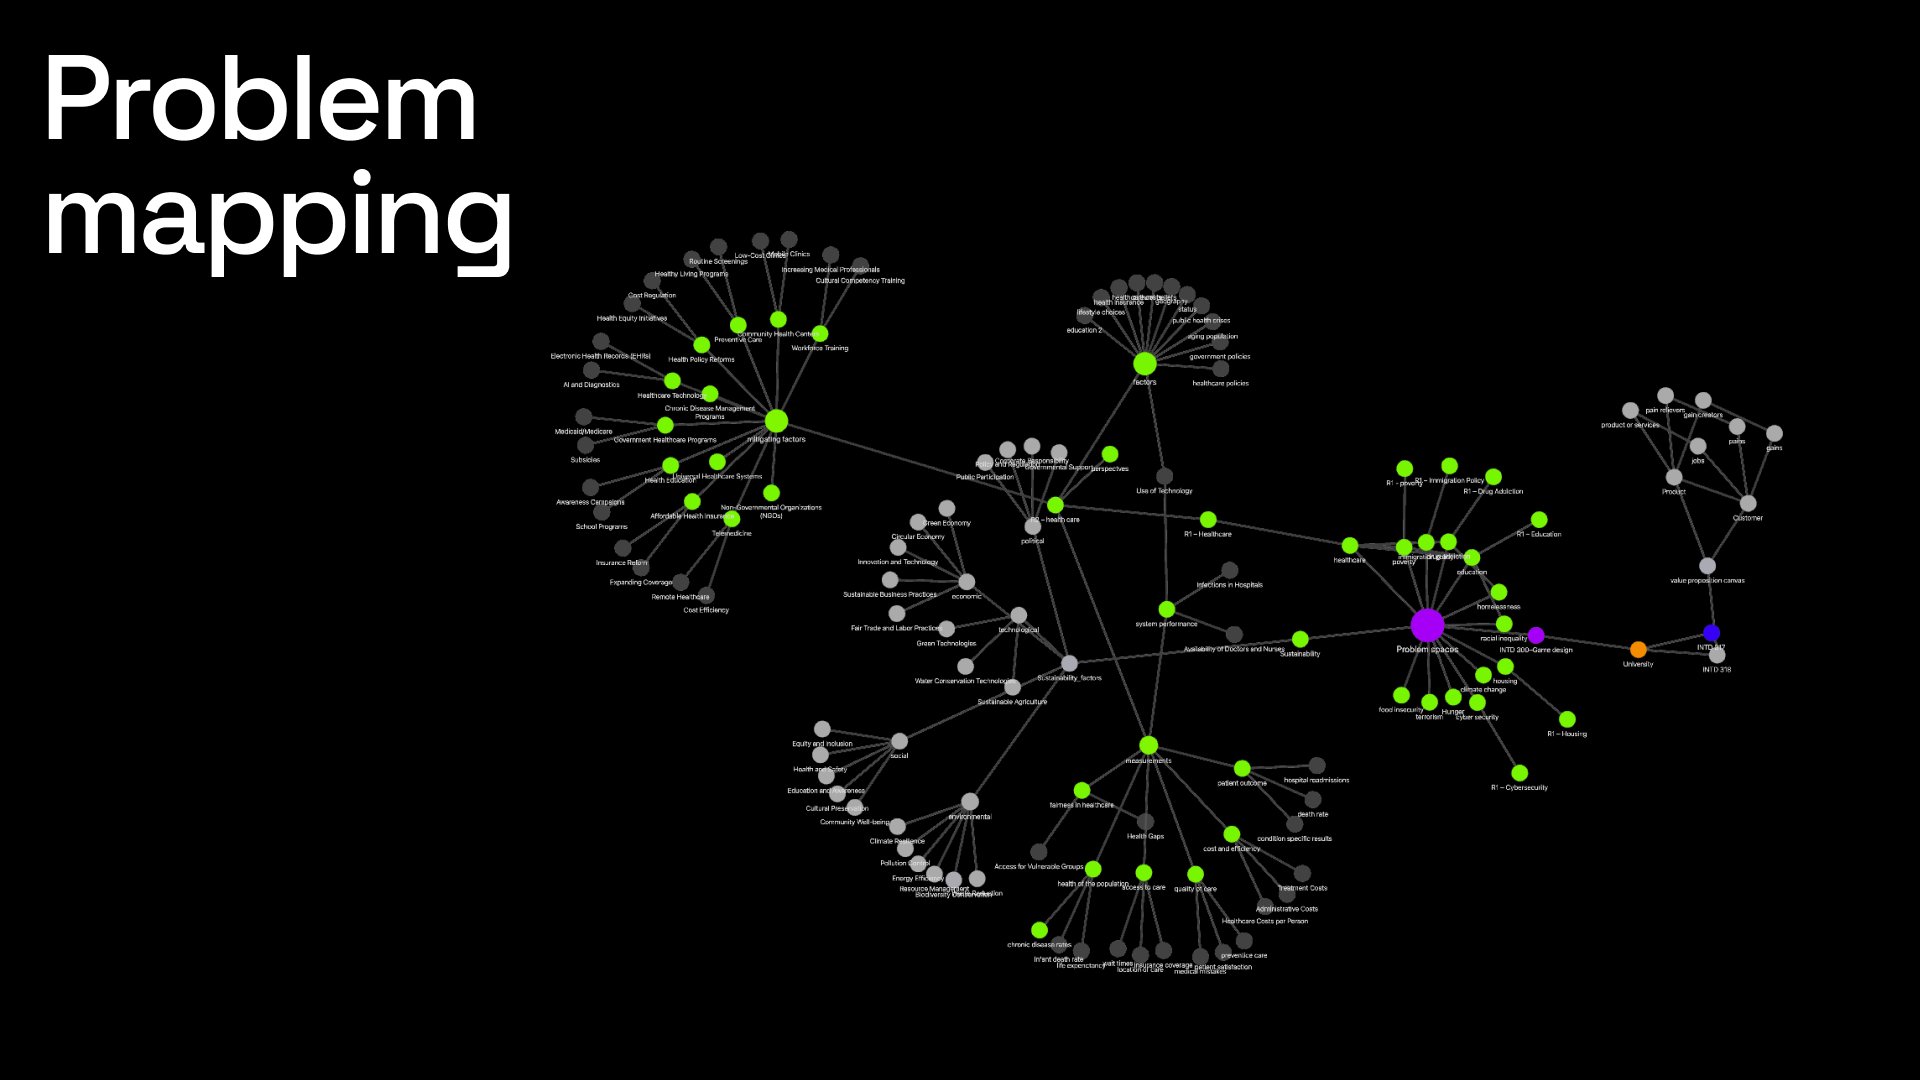 Problem
mapping
Low-Cost Clinics
Mobile Clinics
Routine Screenings
Increasing Medical Professionals
Healthy Living Programs
Cultural Competency Training
Cost Regulation
Health Equity Initiatives
Community Health Centers
Preventive Care
Workforce Training
Electronic Health Records (EHRs)
Health Policy Reforms
AI and Diagnostics
Healthcare Technology
Chronic Disease Management
Programs
Medicaid/Medicare
Government Healthcare Programs
mitigating factors
Subsidies
Universal Healthcare Systems
Health Education
Awareness Campaigns
Affordable Health Insurance
Non-Governmental Organizations
(NGOs)
School Programs
Telemedicine
Insurance Reform
Expanding Coverage
Remote Healthcare
Cost Efficiency
health insurance
geography
status
lifestyle choices
public health crises
education 2
aging population
government policies
factors
healthcare policies
Corporate Responsibility
Governmental Support
perspectives
Public Participation
Use of Technology
R2 – health care
political
R1 – Healthcare
Green Economy
Circular Economy
Innovation and Technology
economic
Sustainable Business Practices
Fair Trade and Labor Practices
technological
Green Technologies
Water Conservation Technologies
Sustainability_factors
Sustainable Agriculture
Infections in Hospitals
system performance
Availability of Doctors and Nurses
Sustainability
Equity and Inclusion
social
Health and Safety
Education and Awareness
Cultural Preservation
Community Well-being
environmental
Climate Resilience
Pollution Control
Energy Efficiency
Resource Management
Biodiversity Conservation
measurements
patient outcome
hospital readmissions
fairness in healthcare
death rate
Health Gaps
condition specific results
cost and efficiency
Access for Vulnerable Groups
health of the population
access to care
quality of care
Treatment Costs
Administrative Costs
Healthcare Costs per Person
chronic disease rates
Infant death rate
life expenctancy
wait times
insurance coverage
location of care
medical mistakes
patient satisfaction
preventice care
R1 - poverty
R1 – Immigration Policy
R1 – Drug Addiction
R1 – Education
healthcare
poverty
immigration policy
drug addiction
education
homelessness
racial inequality
Problem spaces
INTD 300–Game design
University
housing
climate change
food insecurity
terrorism
Hunger
cyber security
R1 – Housing
R1 – Cybersecurity
pain relievers
gain creators
product or services
pains
gains
jobs
Product
Customer
value proposition canvas
INTD 317
INTD 318